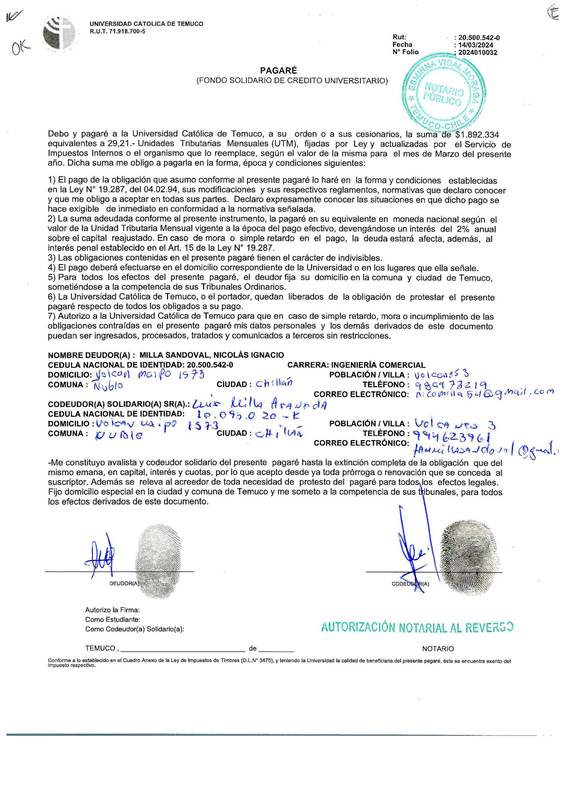 OK
UNIVERSIDAD CATOLICA DE TEMUCO
R.U.T. 71.918.700-5
Rut: : 20.500.542-0
Fecha : 14/03/2024
N° Folio : 2024010032
ESMIRNA VIDAL MORAGA
NOTARIO
PÚBLICO
TEMUCO-CHILE
PAGARÉ
(FONDO SOLIDARIO DE CREDITO UNIVERSITARIO)
Debo y pagaré a la Universidad Católica de Temuco, a su orden o a sus cesionarios, la suma de $1.892.334
equivalentes a 29,21.- Unidades Tributarias Mensuales (UTM), fijadas por Ley y actualizadas por el Servicio de
Impuestos Internos o el organismo que lo reemplace, según el valor de la misma para el mes de Marzo del presente
año. Dicha suma me obligo a pagarla en la forma, época y condiciones siguientes:
1) El pago de la obligación que asumo conforme al presente pagaré lo haré en la forma y condiciones establecidas
en la Ley N° 19.287, del 04.02.94, sus modificaciones y sus respectivos reglamentos, normativas que declaro conocer
y que me obligo a aceptar en todas sus partes. Declaro expresamente conocer las situaciones en que dicho pago se
hace exigible de inmediato en conformidad a la normativa señalada.
2) La suma adeudada conforme al presente instrumento, la pagaré en su equivalente en moneda nacional según el
valor de la Unidad Tributaria Mensual vigente a la época del pago efectivo, devengándose un interés del 2% anual
sobre el capital reajustado. En caso de mora o simple retardo en el pago, la deuda estará afecta, además, al
interés penal establecido en el Art. 15 de la Ley N° 19.287.
3) Las obligaciones contenidas en el presente pagaré tienen el carácter de indivisibles.
4) El pago deberá efectuarse en el domicilio correspondiente de la Universidad o en los lugares que ella señale.
5) Para todos los efectos del presente pagaré, el deudor fija su domicilio en la comuna y ciudad de Temuco,
sometiéndose a la competencia de sus Tribunales Ordinarios.
6) La Universidad Católica de Temuco, o el portador, quedan liberados de la obligación de protestar el presente
pagaré respecto de todos los obligados a su pago.
7) Autorizo a la Universidad Católica de Temuco para que en caso de simple retardo, mora o incumplimiento de las
obligaciones contraídas en el presente pagaré mis datos personales y los demás derivados de este documento
puedan ser ingresados, procesados, tratados y comunicados a terceros sin restricciones.
NOMBRE DEUDOR(A) : MILLA SANDOVAL, NICOLÁS IGNACIO
CEDULA NACIONAL DE IDENTIDAD: 20.500.542-0 CARRERA: INGENIERÍA COMERCIAL
DOMICILIO: Volcan maipo 1573 POBLACIÓN / VILLA : Volcanes 3
COMUNA : Ñuble CIUDAD : Chillán TELÉFONO : 989473219
CORREO ELECTRÓNICO: n.comilla54@gmail.com
CODEUDOR(A) SOLIDARIO(A) SR(A).: Luis Milla Araneda
CEDULA NACIONAL DE IDENTIDAD: 10.095.020-K
DOMICILIO : Volcan Maipo 1573 POBLACIÓN / VILLA : Volcanes 3
COMUNA : ÑUBLE CIUDAD : CHILLÁN TELÉFONO : 994623961
CORREO ELECTRÓNICO:
-Me constituyo avalista y codeudor solidario del presente pagaré hasta la extinción completa de la obligación que del
mismo emana, en capital, interés y cuotas, por lo que acepto desde ya toda prórroga o renovación que se conceda al
suscriptor. Además se releva al acreedor de toda necesidad de protesto del pagaré para todos los efectos legales.
Fijo domicilio especial en la ciudad y comuna de Temuco y me someto a la competencia de sus tribunales, para todos
los efectos derivados de este documento.
DEUDOR(A) CODEUDOR(A)
Autorizo la Firma:
Como Estudiante:
Como Codeudor(a) Solidario(a):
AUTORIZACIÓN NOTARIAL AL REVERSO
TEMUCO, de NOTARIO
Conforme a lo establecido en el Cuadro Anexo de la Ley de Impuestos de Timbres (D.L.N° 3475), y teniendo la Universidad la calidad de beneficiaria del presente pagaré, éste se encuentra exento del
impuesto respectivo.